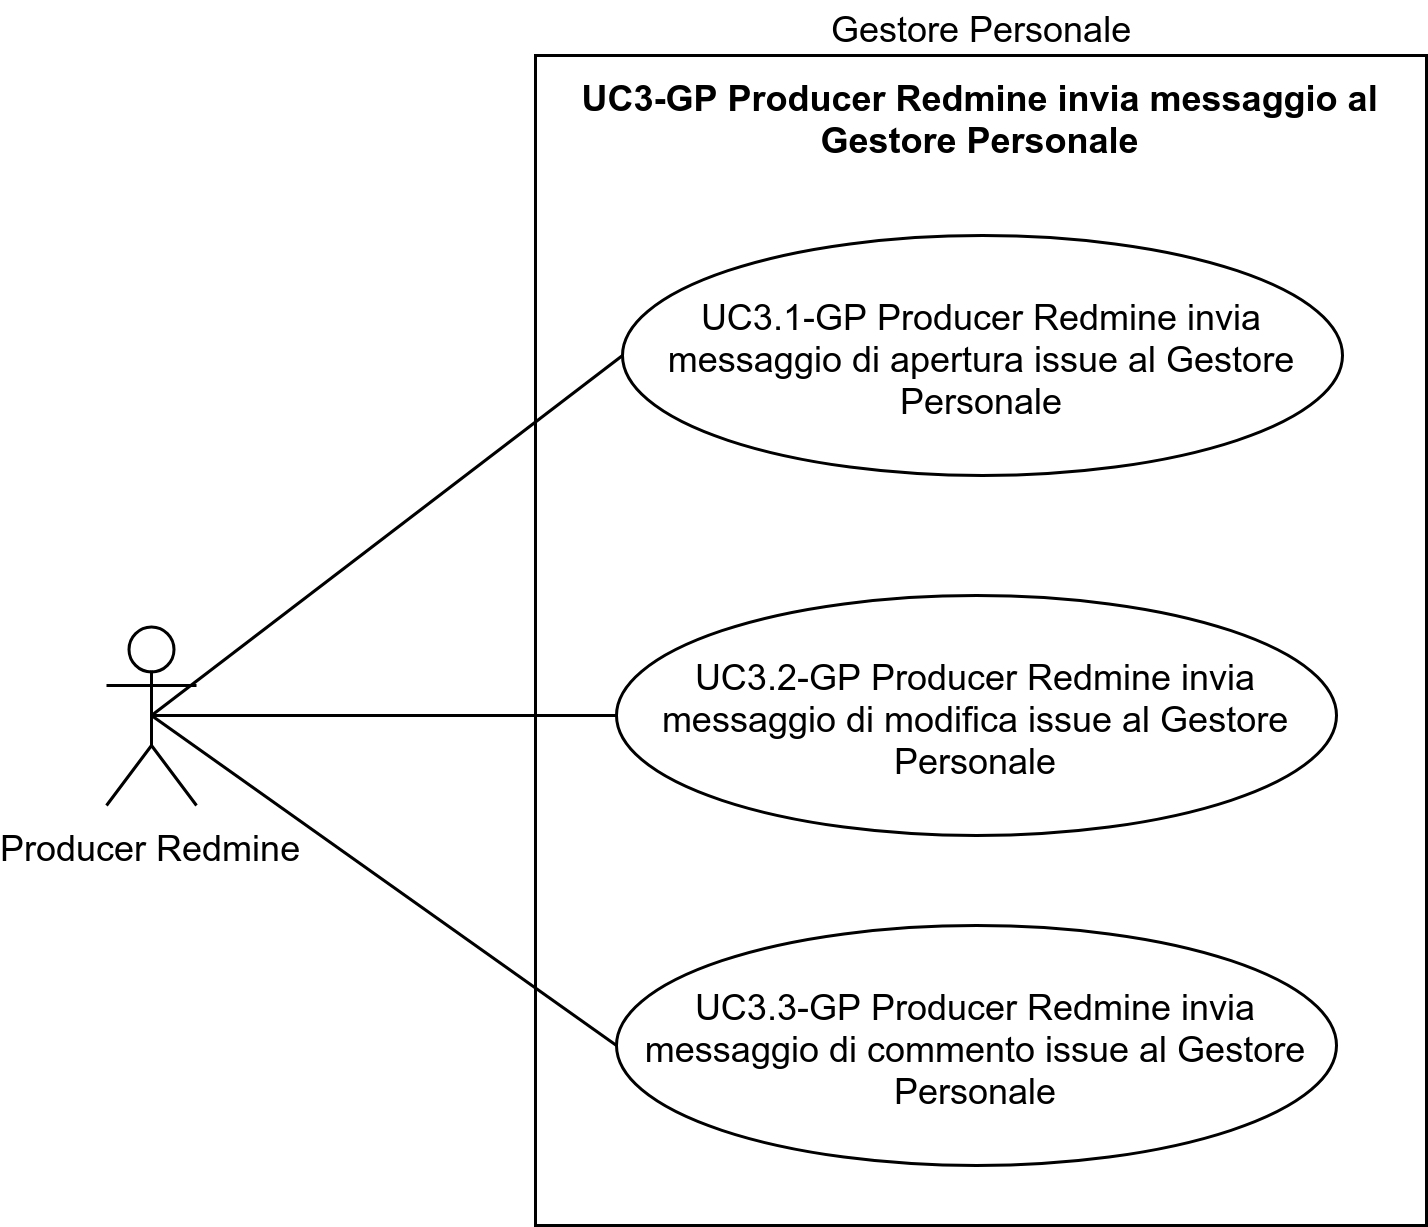 Gestore Personale
UC3-GP Producer Redmine invia messaggio al
Gestore Personale
UC3.1-GP Producer Redmine invia
messaggio di apertura issue al Gestore
Personale
UC3.2-GP Producer Redmine invia
messaggio di modifica issue al Gestore
Personale
Producer Redmine
UC3.3-GP Producer Redmine invia
messaggio di commento issue al Gestore
Personale